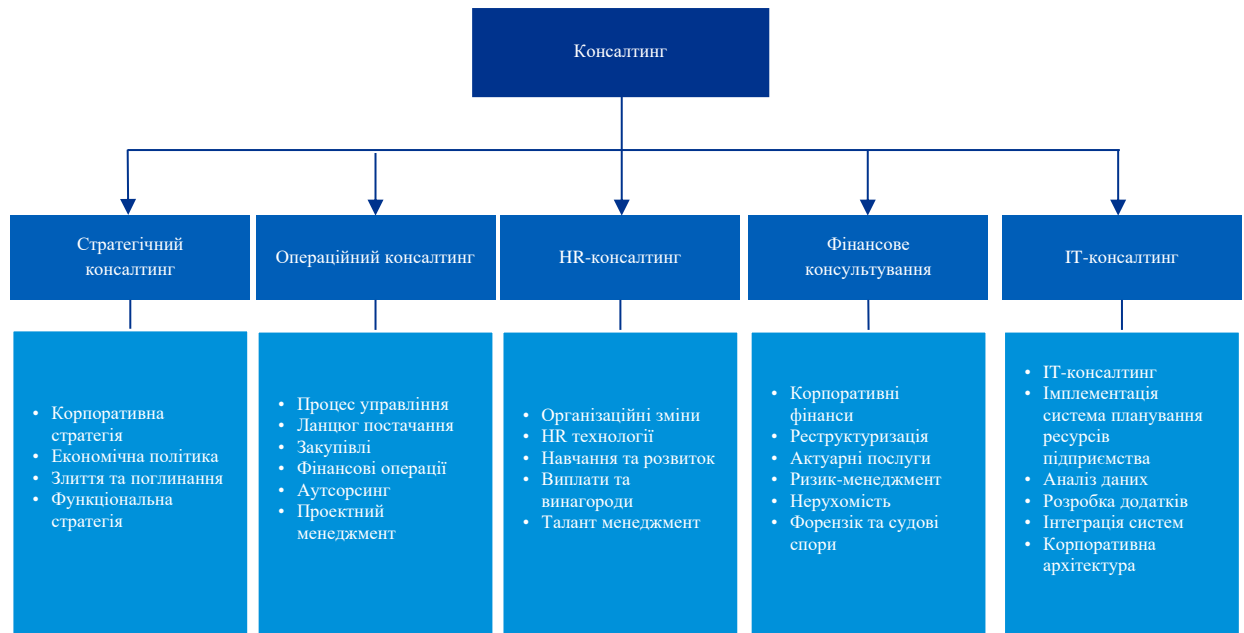 Консалтинг
Стратегічний
консалтинг
Операційний консалтинг
HR-консалтинг
Фінансове
консультування
IT-консалтинг
• Корпоративна
стратегія
• Економічна політика
• Злиття та поглинання
• Функціональна
стратегія
• Процес управління
• Ланцюг постачання
• Закупівлі
• Фінансові операції
• Аутсорсинг
• Проектний
менеджмент
• Організаційні зміни
• HR технології
• Навчання та розвиток
• Виплати та
винагороди
• Талант менеджмент
• Корпоративні
фінанси
• Реструктуризація
• Актуарні послуги
• Ризик-менеджмент
• Нерухомість
• Форензік та судові
спори
• IT-консалтинг
• Імплементація
система планування
ресурсів
підприємства
• Аналіз даних
• Розробка додатків
• Інтеграція систем
• Корпоративна
архітектура